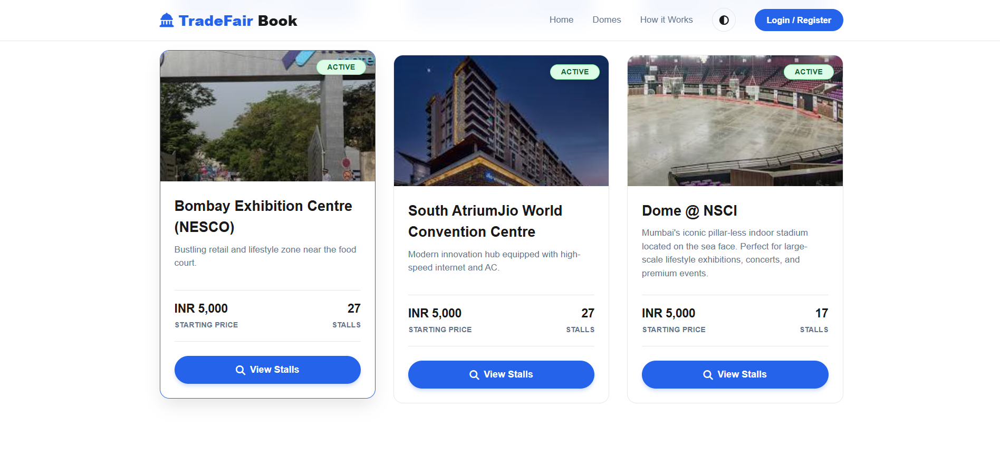 TradeFair Book
Home
Domes
How it Works
Login / Register
ACTIVE
Bombay Exhibition Centre
(NESCO)
Bustling retail and lifestyle zone near the food
court.
INR 5,000
27
STARTING PRICE
STALLS
View Stalls
ACTIVE
South AtriumJio World
Convention Centre
Modern innovation hub equipped with high-
speed internet and AC.
INR 5,000
27
STARTING PRICE
STALLS
View Stalls
ACTIVE
Dome @ NSCI
Mumbai's iconic pillar-less indoor stadium
located on the sea face. Perfect for large-
scale lifestyle exhibitions, concerts, and
premium events.
INR 5,000
17
STARTING PRICE
STALLS
View Stalls